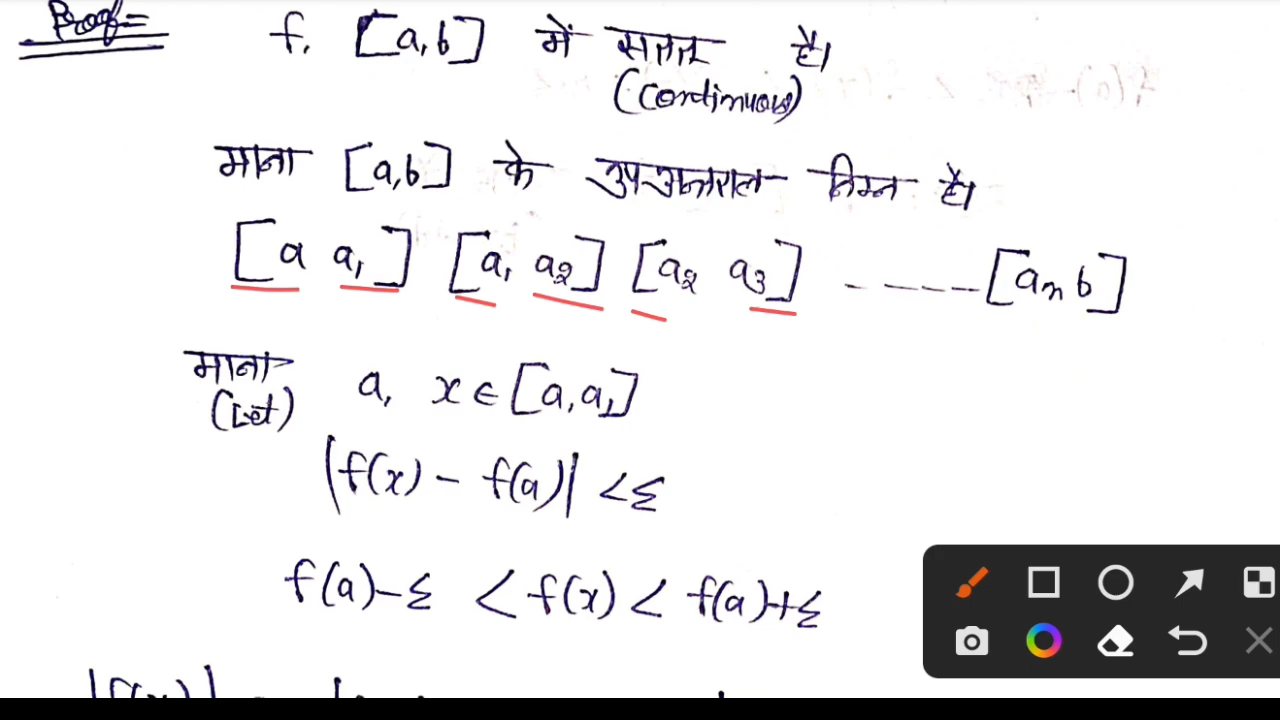 Proof =
f, [a,b] में सतत है।
(continuous)
माना [a,b] के उपअन्तराल निम्न है।
[a a₁] [a₁ a₂] [a₂ a₃] ----- [aₙ b]
माना
(Let) a, x ∈ [a, a₁]
|f(x) - f(a)| < ε
f(a)-ε < f(x) < f(a)+ε
|f(x)|